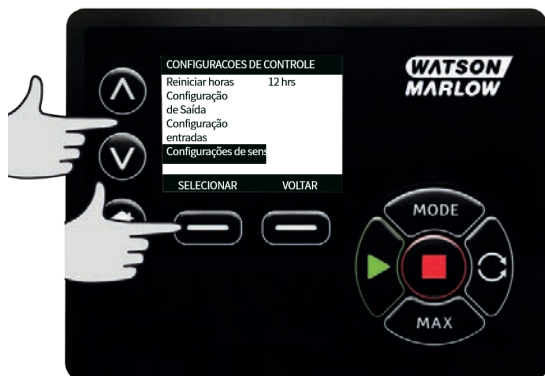 CONFIGURACOES DE CONTROLE
Reiniciar horas 12 hrs
Configuração
de Saída
Configuração
entradas
Configurações de sens
SELECIONAR VOLTAR
WATSON
MARLOW
MODE
MAX